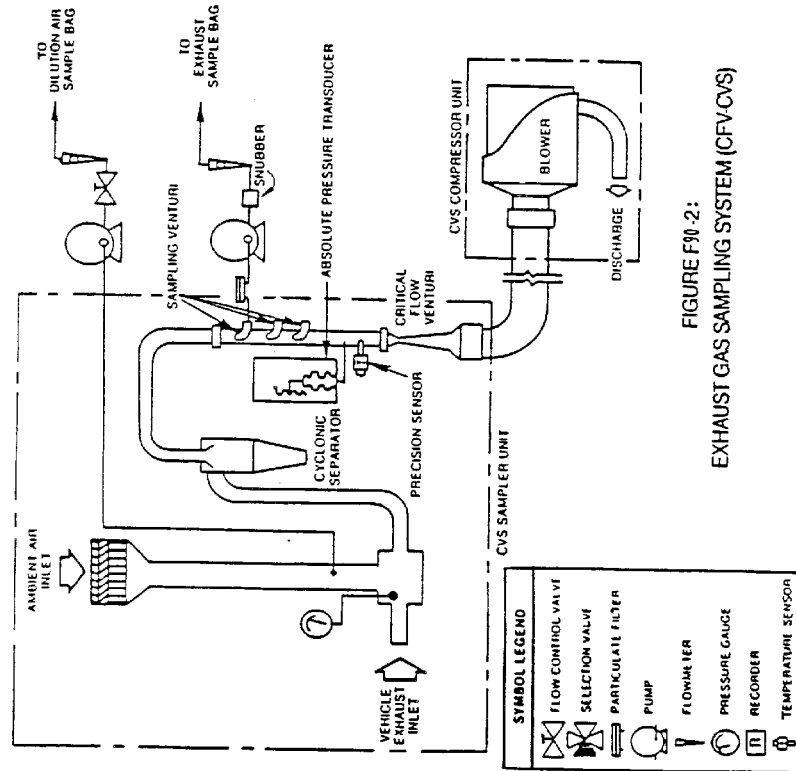 TO
DILUTION AIR
SAMPLE BAG
TO
EXHAUST
SAMPLE BAG
SNUBBER
ABSOLUTE PRESSURE TRANSDUCER
SAMPLING VENTURI
CRITICAL
FLOW
VENTURI
PRECISION SENSOR
CYCLONIC
SEPARATOR
AMBIENT AIR
INLET
VEHICLE
EXHAUST
INLET
CVS SAMPLER UNIT
CVS COMPRESSOR UNIT
BLOWER
DISCHARGE
SYMBOL LEGEND
FLOW CONTROL VALVE
SELECTION VALVE
PARTICULATE FILTER
PUMP
FLOWMETER
PRESSURE GAUGE
R RECORDER
TEMPERATURE SENSOR
FIGURE F90-2:
EXHAUST GAS SAMPLING SYSTEM (CFV-CVS)